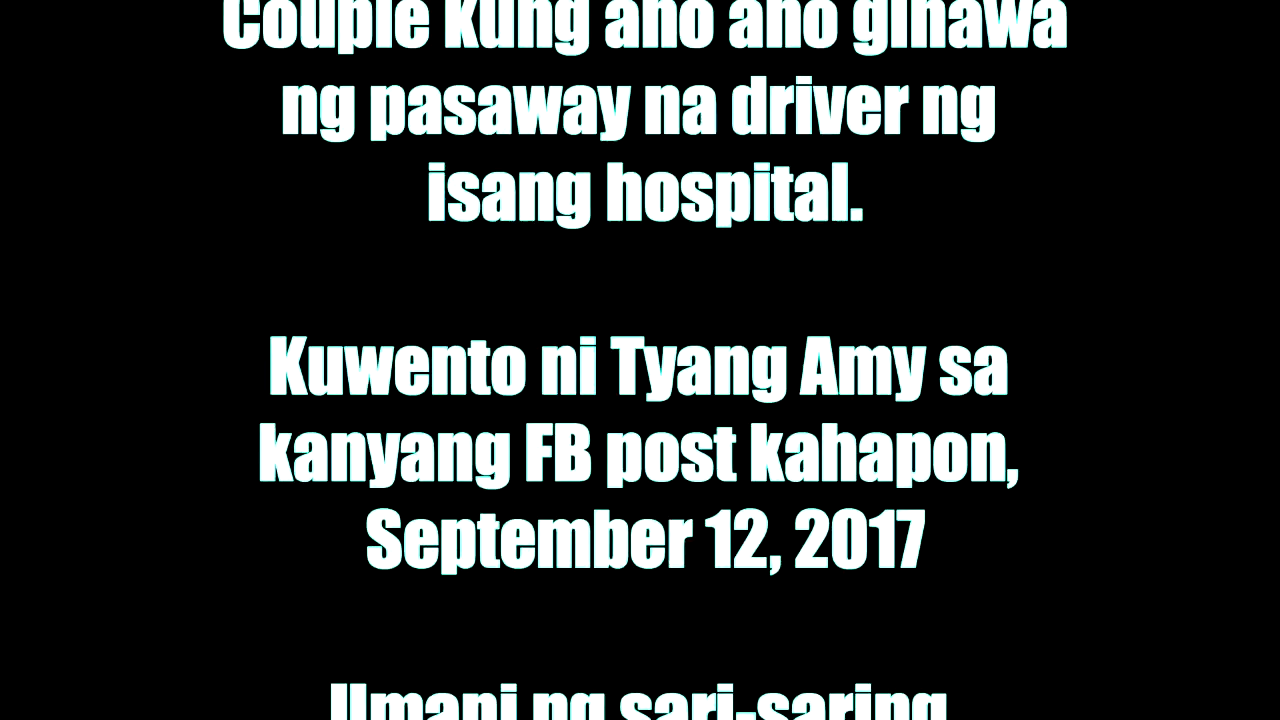 Couple kung ano ano ginawa
ng pasaway na driver ng
isang hospital.
Kuwento ni Tyang Amy sa
kanyang FB post kahapon,
September 12, 2017
Umani ng sari-saring